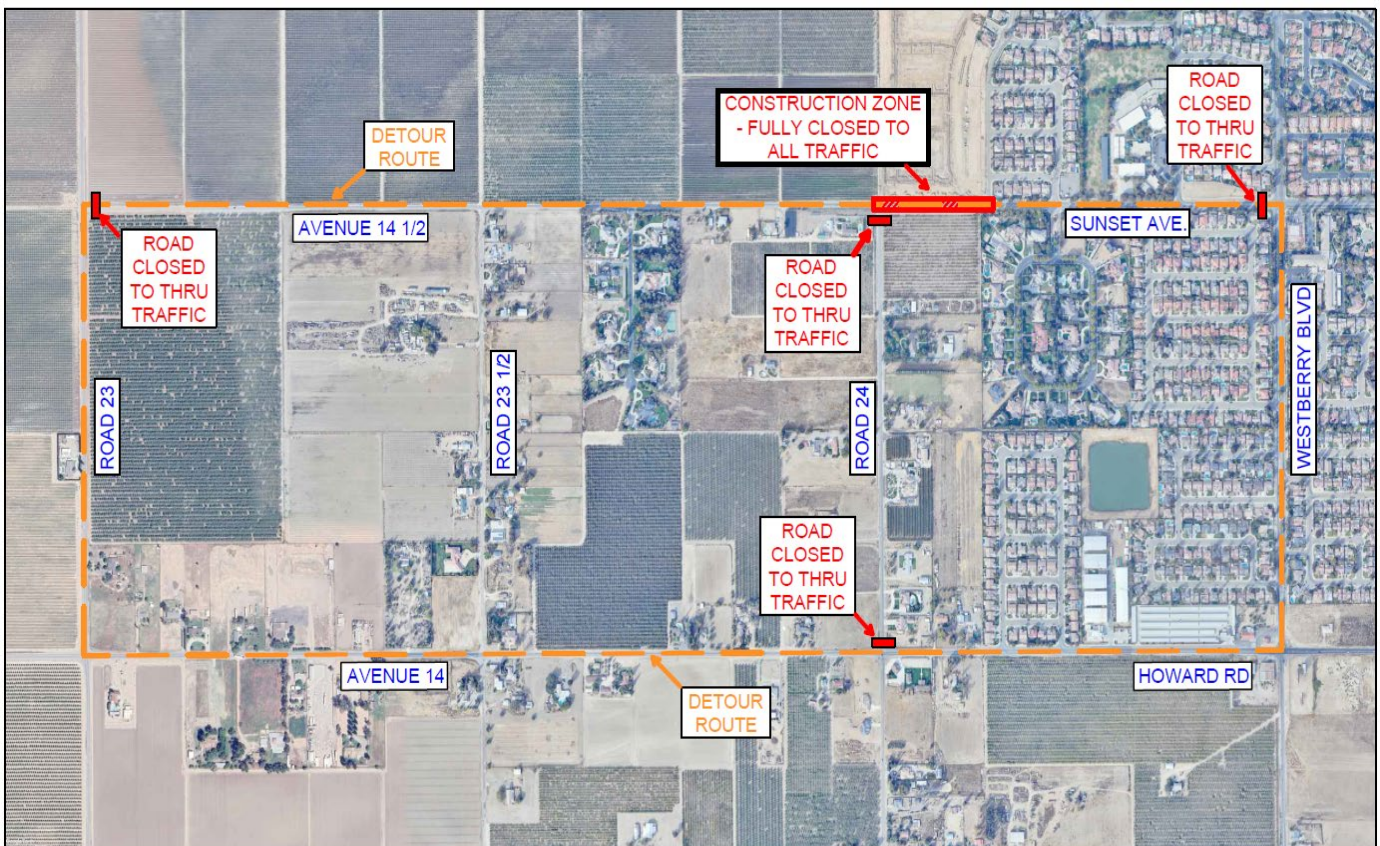 ROAD
CLOSED
TO THRU
TRAFFIC
CONSTRUCTION ZONE
- FULLY CLOSED TO
ALL TRAFFIC
DETOUR
ROUTE
AVENUE 14 1/2
SUNSET AVE.
ROAD
CLOSED
TO THRU
TRAFFIC
ROAD
CLOSED
TO THRU
TRAFFIC
ROAD 23
ROAD 23 1/2
ROAD 24
WESTBERRY BLVD
ROAD
CLOSED
TO THRU
TRAFFIC
AVENUE 14
HOWARD RD
DETOUR
ROUTE